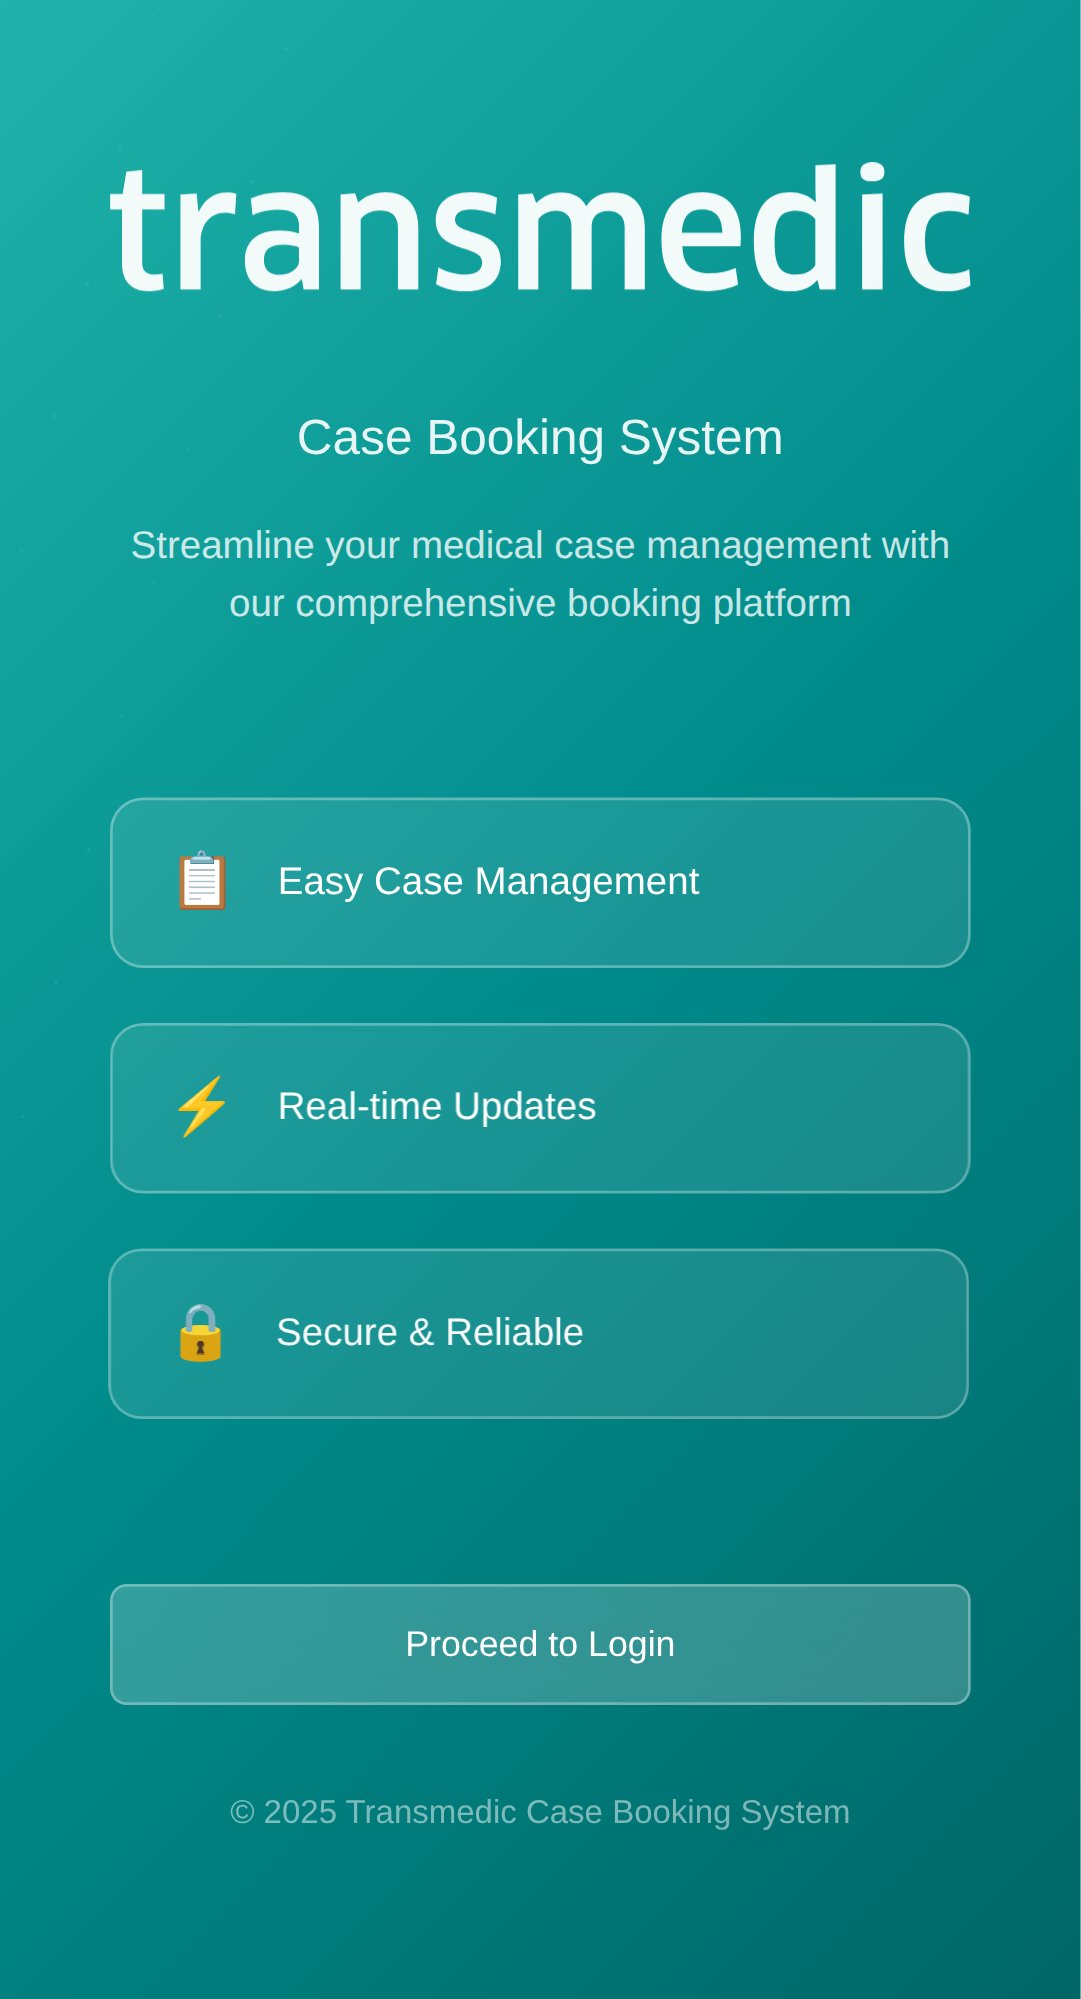 transmedic
Case Booking System
Streamline your medical case management with
our comprehensive booking platform
Easy Case Management
Real-time Updates
Secure & Reliable
Proceed to Login
© 2025 Transmedic Case Booking System